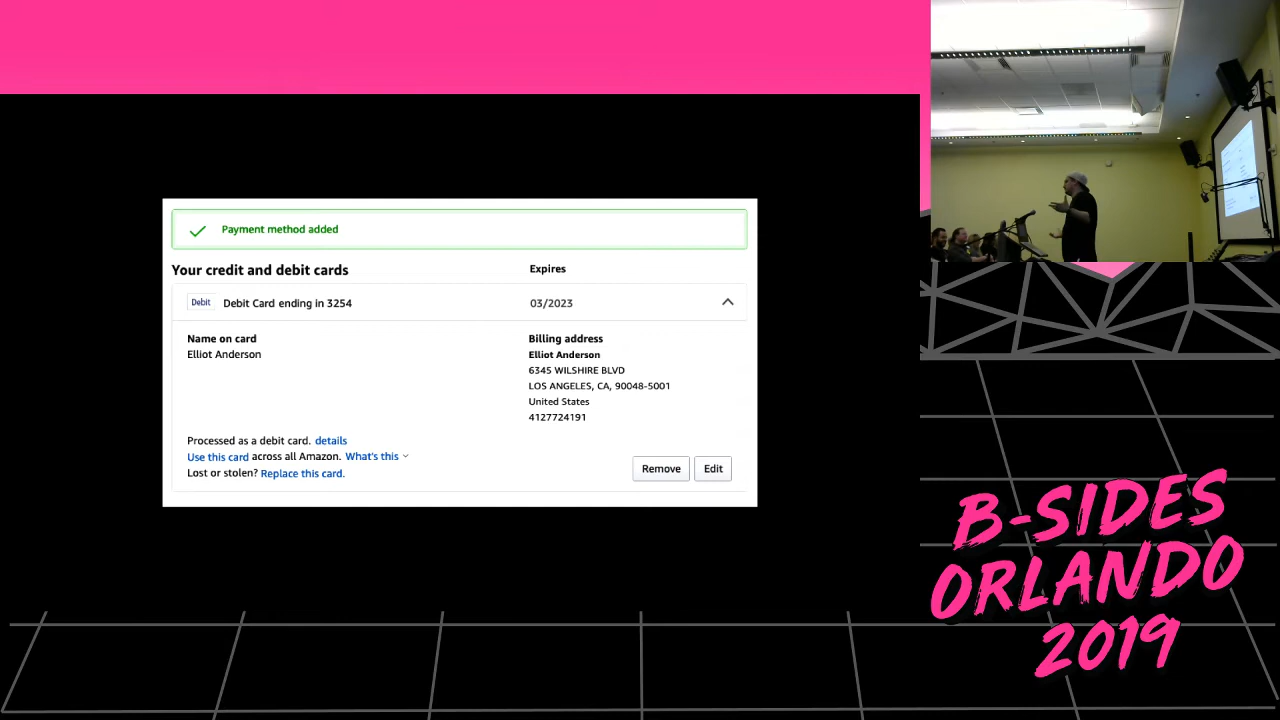 Payment method added
Your credit and debit cards
Expires
Debit
Debit Card ending in 3254
03/2023
Name on card
Elliot Anderson
Billing address
Elliot Anderson
6345 WILSHIRE BLVD
LOS ANGELES, CA, 90048-5001
United States
4127724191
Processed as a debit card. details
Use this card across all Amazon. What's this
Lost or stolen? Replace this card.
Remove
Edit
B-SIDES
ORLANDO
2019